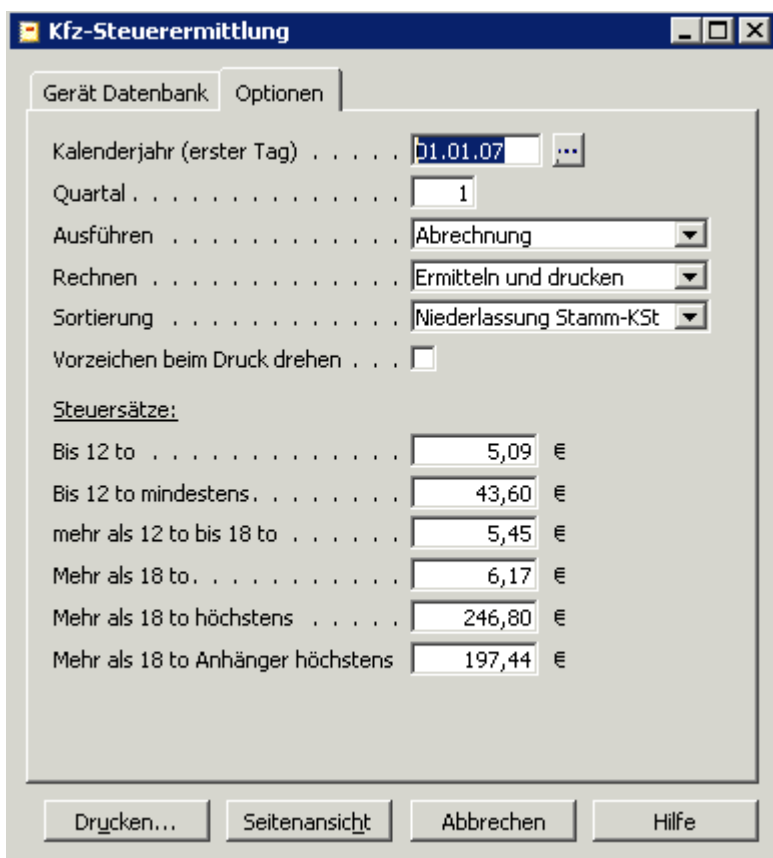 Kfz-Steuerermittlung
Gerät Datenbank Optionen
Kalenderjahr (erster Tag) . . . . . 01.01.07 ...
Quartal . . . . . . . . . . . . . . 1
Ausführen . . . . . . . . . . . . Abrechnung
Rechnen . . . . . . . . . . . . . Ermitteln und drucken
Sortierung . . . . . . . . . . . . Niederlassung Stamm-KSt
Vorzeichen beim Druck drehen . . .
Steuersätze:
Bis 12 to . . . . . . . . . . . . . 5,09 €
Bis 12 to mindestens. . . . . . . . 43,60 €
mehr als 12 to bis 18 to . . . . . . 5,45 €
Mehr als 18 to. . . . . . . . . . . 6,17 €
Mehr als 18 to höchstens . . . . . 246,80 €
Mehr als 18 to Anhänger höchstens 197,44 €
Drucken... Seitenansicht Abbrechen Hilfe